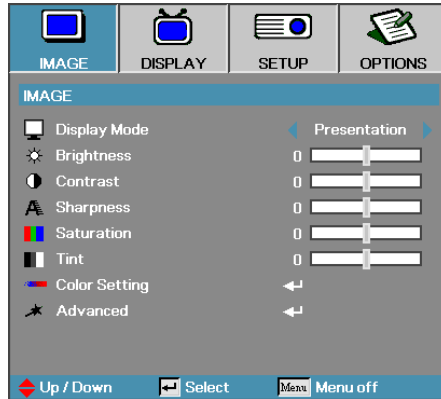 IMAGE DISPLAY SETUP OPTIONS
IMAGE
Display Mode Presentation
Brightness 0
Contrast 0
Sharpness 0
Saturation 0
Tint 0
Color Setting
Advanced
Up / Down Select Menu Menu off